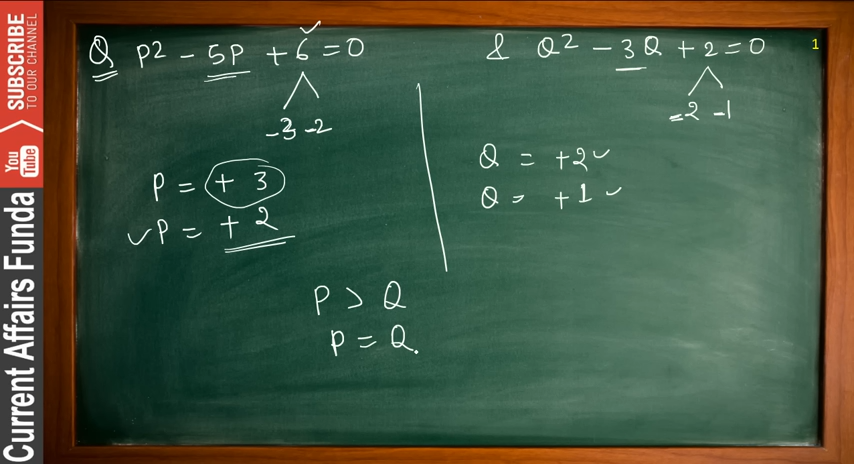 Q P² - 5P + 6 = 0
& Q² - 3Q + 2 = 0
1
-3 -2
-2 -1
P = + 3
P = + 2
Q = +2
Q = +1
P > Q
P = Q.
SUBSCRIBE
TO OUR CHANNEL
You Tube
Current Affairs Funda